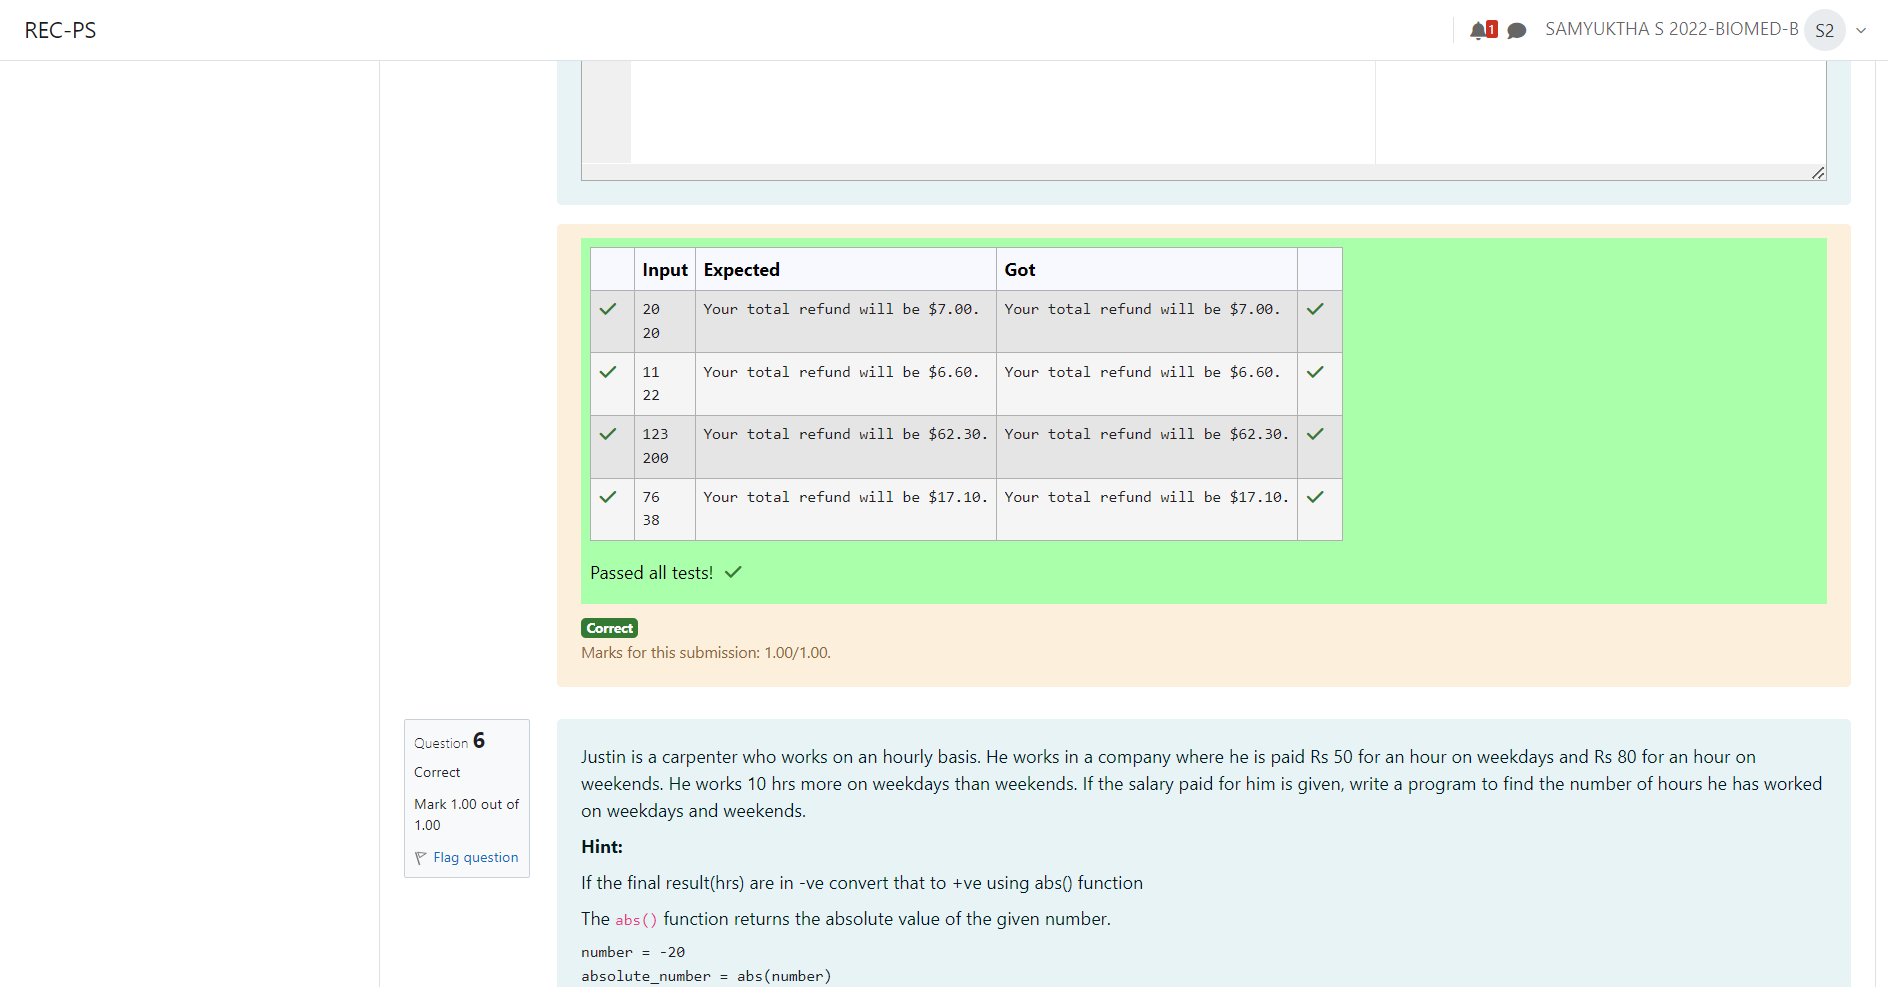 REC-PS
1
SAMYUKTHA S 2022-BIOMED-B
S2
Input Expected Got
20 Your total refund will be $7.00. Your total refund will be $7.00.
20
11 Your total refund will be $6.60. Your total refund will be $6.60.
22
123 Your total refund will be $62.30. Your total refund will be $62.30.
200
76 Your total refund will be $17.10. Your total refund will be $17.10.
38
Passed all tests!
Correct
Marks for this submission: 1.00/1.00.
Question 6
Correct
Mark 1.00 out of
1.00
Flag question
Justin is a carpenter who works on an hourly basis. He works in a company where he is paid Rs 50 for an hour on weekdays and Rs 80 for an hour on
weekends. He works 10 hrs more on weekdays than weekends. If the salary paid for him is given, write a program to find the number of hours he has worked
on weekdays and weekends.
Hint:
If the final result(hrs) are in -ve convert that to +ve using abs() function
The abs() function returns the absolute value of the given number.
number = -20
absolute_number = abs(number)